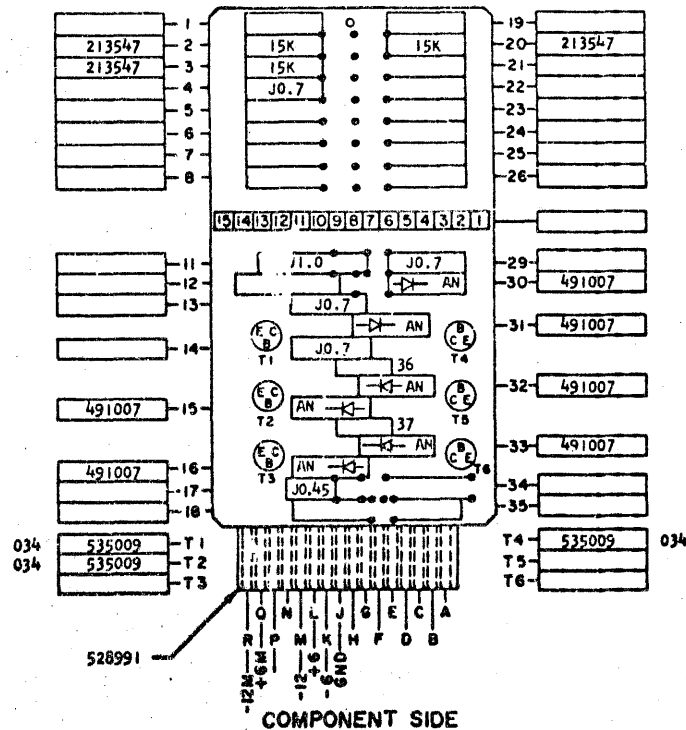 1 O 19
213547 2 15K 15K 20 213547
213547 3 15K 21
4 J0.7 22
5 23
6 24
7 25
8 26
15 14 13 12 11 10 9 8 7 6 5 4 3 2 1
11 J1.0 J0.7 29
12 AN 30 491007
13 J0.7
E C B AN B C E 31 491007
14 T1 J0.7 T4
36
E C B AN B C E 32 491007
491007 15 AN
T2 T5
37
E C B AN B C E 33 491007
491007 16 T3 AN T6
17 J0.45 34
18 35
034 535009 T1 T4 535009 034
034 535009 T2 T5
T3 T6
Q N L J G E C A
R P M K H F D B
528991
-12M +6M -12 +6 -6 GND
COMPONENT SIDE